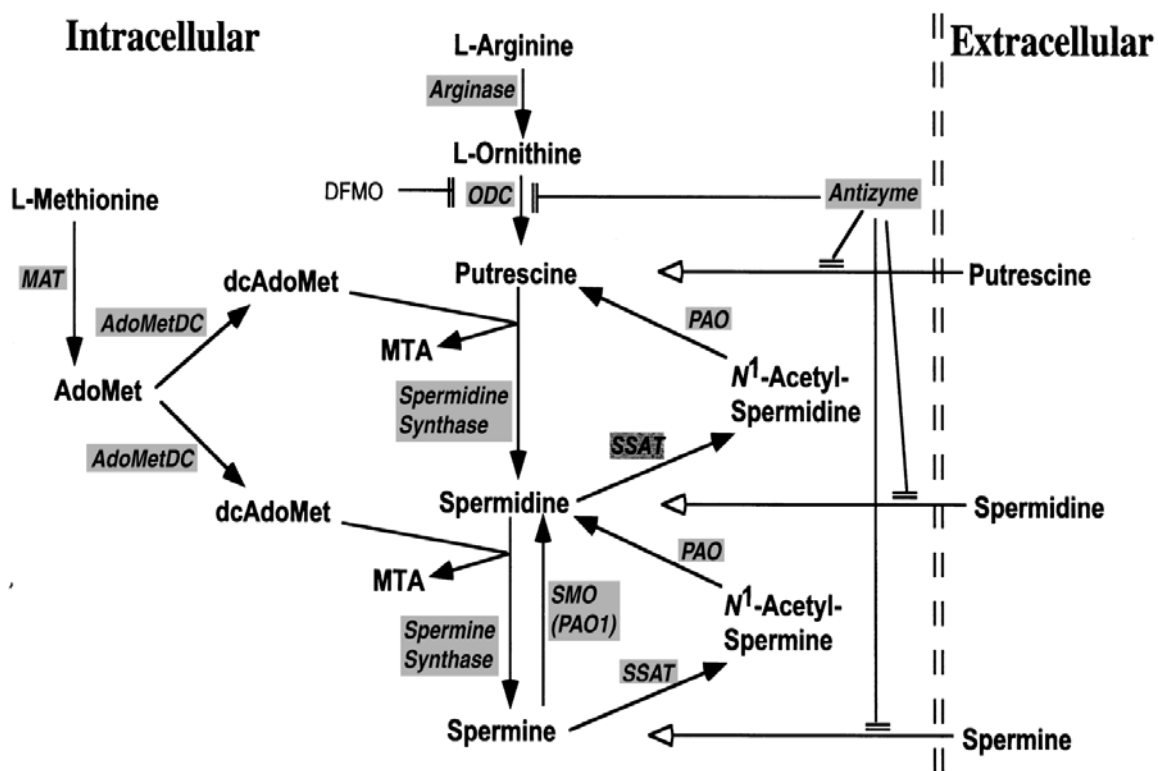 Intracellular
Extracellular
L-Arginine
Arginase
L-Ornithine
DFMO
ODC
Antizyme
L-Methionine
MAT
dcAdoMet
Putrescine
Putrescine
AdoMetDC
MTA
PAO
AdoMet
N1-Acetyl-
Spermidine
Spermidine
Synthase
AdoMetDC
SSAT
dcAdoMet
Spermidine
Spermidine
MTA
PAO
SMO
(PAO1)
N1-Acetyl-
Spermine
Spermine
Synthase
SSAT
Spermine
Spermine